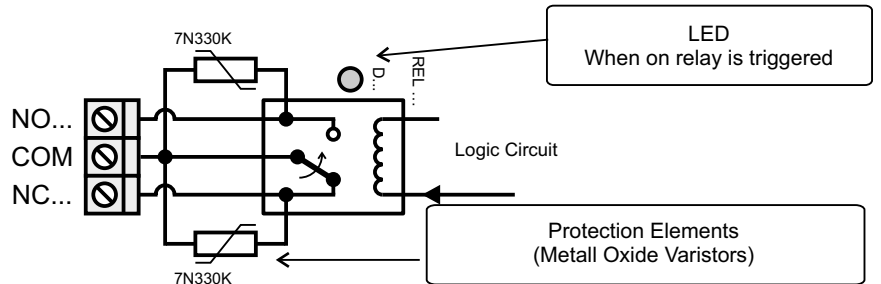 7N330K
LED
When on relay is triggered
D...
REL ...
NO...
COM
NC...
Logic Circuit
Protection Elements
(Metall Oxide Varistors)
7N330K